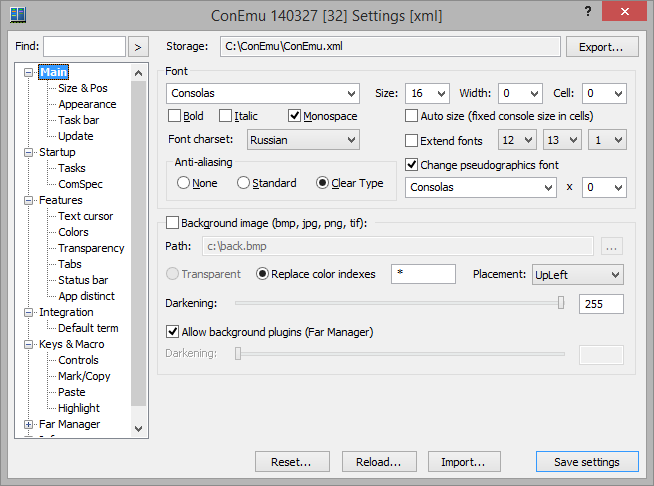 ConEmu 140327 [32] Settings [xml]
? ×
Find: > Storage: C:\ConEmu\ConEmu.xml Export...
Main
Size & Pos
Appearance
Task bar
Update
Startup
Tasks
ComSpec
Features
Text cursor
Colors
Transparency
Tabs
Status bar
App distinct
Integration
Default term
Keys & Macro
Controls
Mark/Copy
Paste
Highlight
Far Manager
Font
Consolas Size: 16 Width: 0 Cell: 0
Bold Italic Monospace Auto size (fixed console size in cells)
Font charset: Russian Extend fonts 12 13 1
Anti-aliasing Change pseudographics font
None Standard Clear Type Consolas x 0
Background image (bmp, jpg, png, tif):
Path: c:\back.bmp ...
Transparent Replace color indexes * Placement: UpLeft
Darkening: 255
Allow background plugins (Far Manager)
Darkening:
Reset... Reload... Import... Save settings